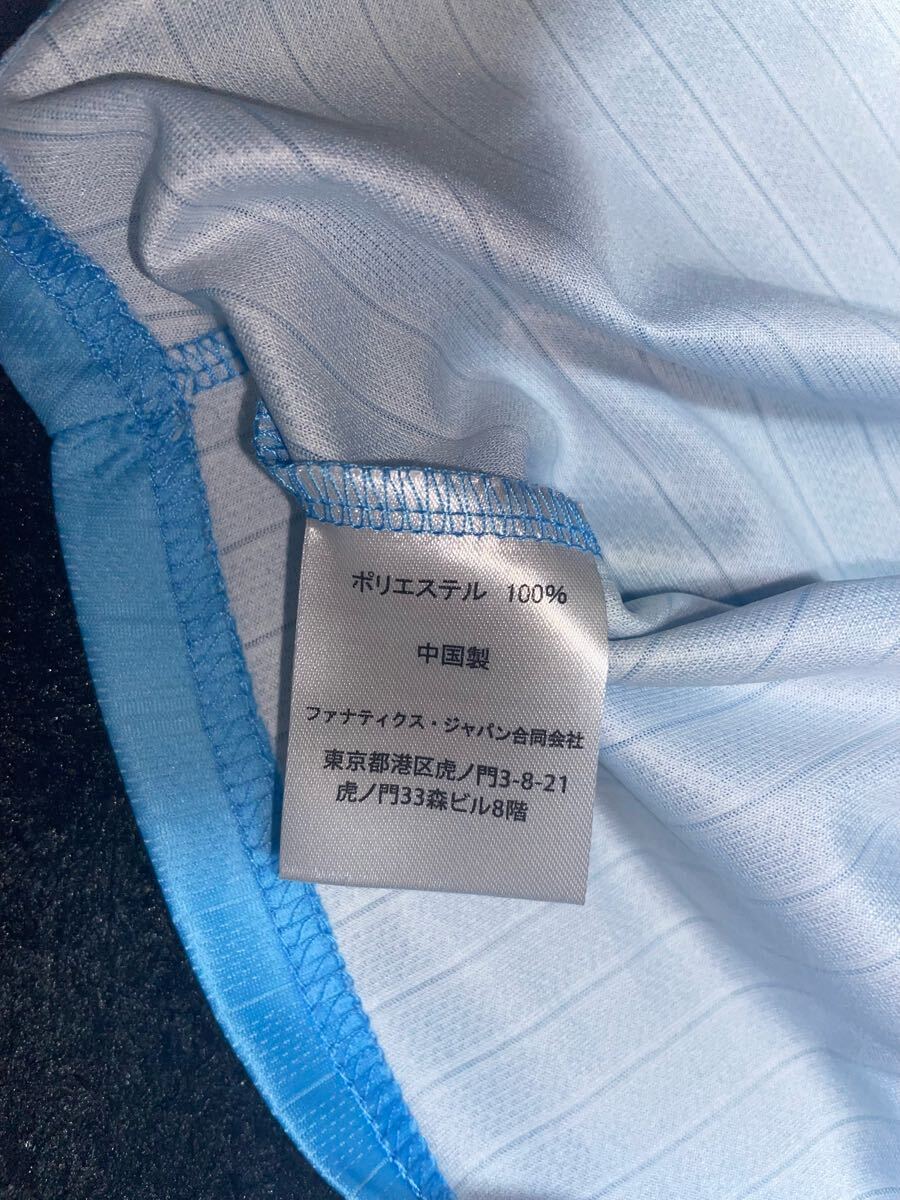 ポリエステル 100%
中国製
ファナティクス・ジャパン合同会社
東京都港区虎ノ門3-8-21
虎ノ門33森ビル8階